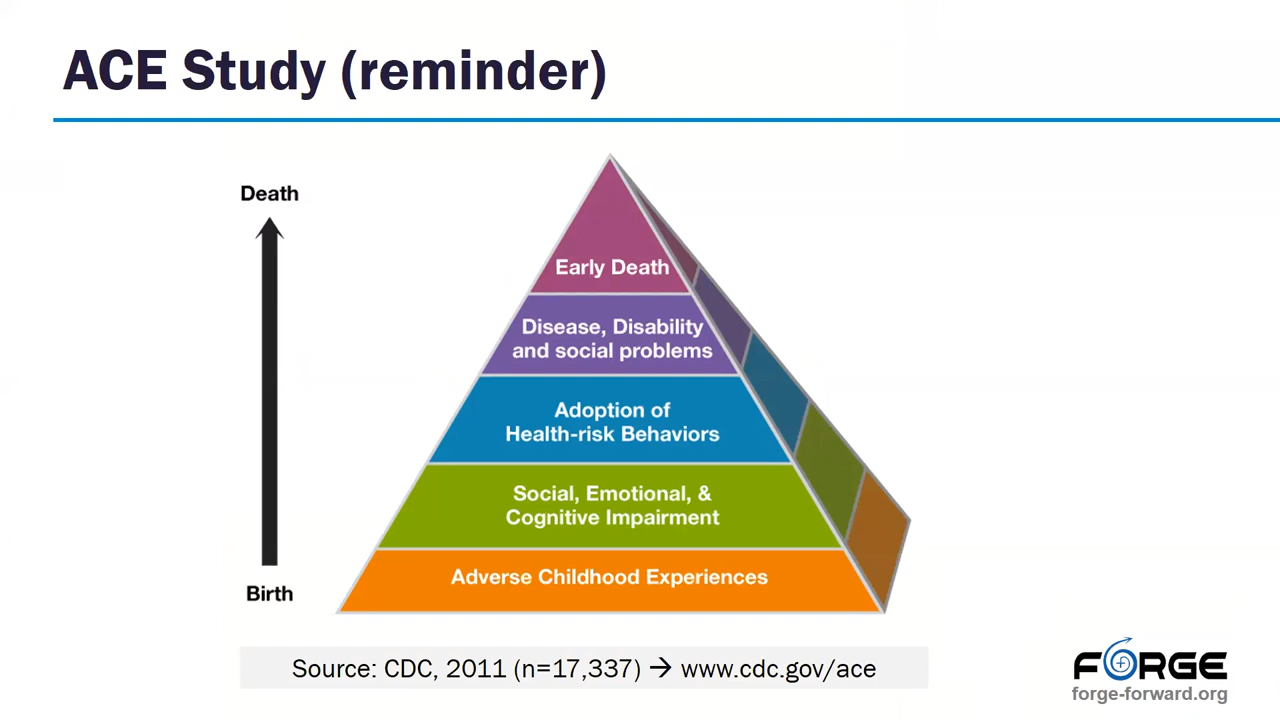 ACE Study (reminder)
Death
Early Death
Disease, Disability
and social problems
Adoption of
Health-risk Behaviors
Social, Emotional, &
Cognitive Impairment
Adverse Childhood Experiences
Birth
Source: CDC, 2011 (n=17,337) → www.cdc.gov/ace
FORGE
forge-forward.org